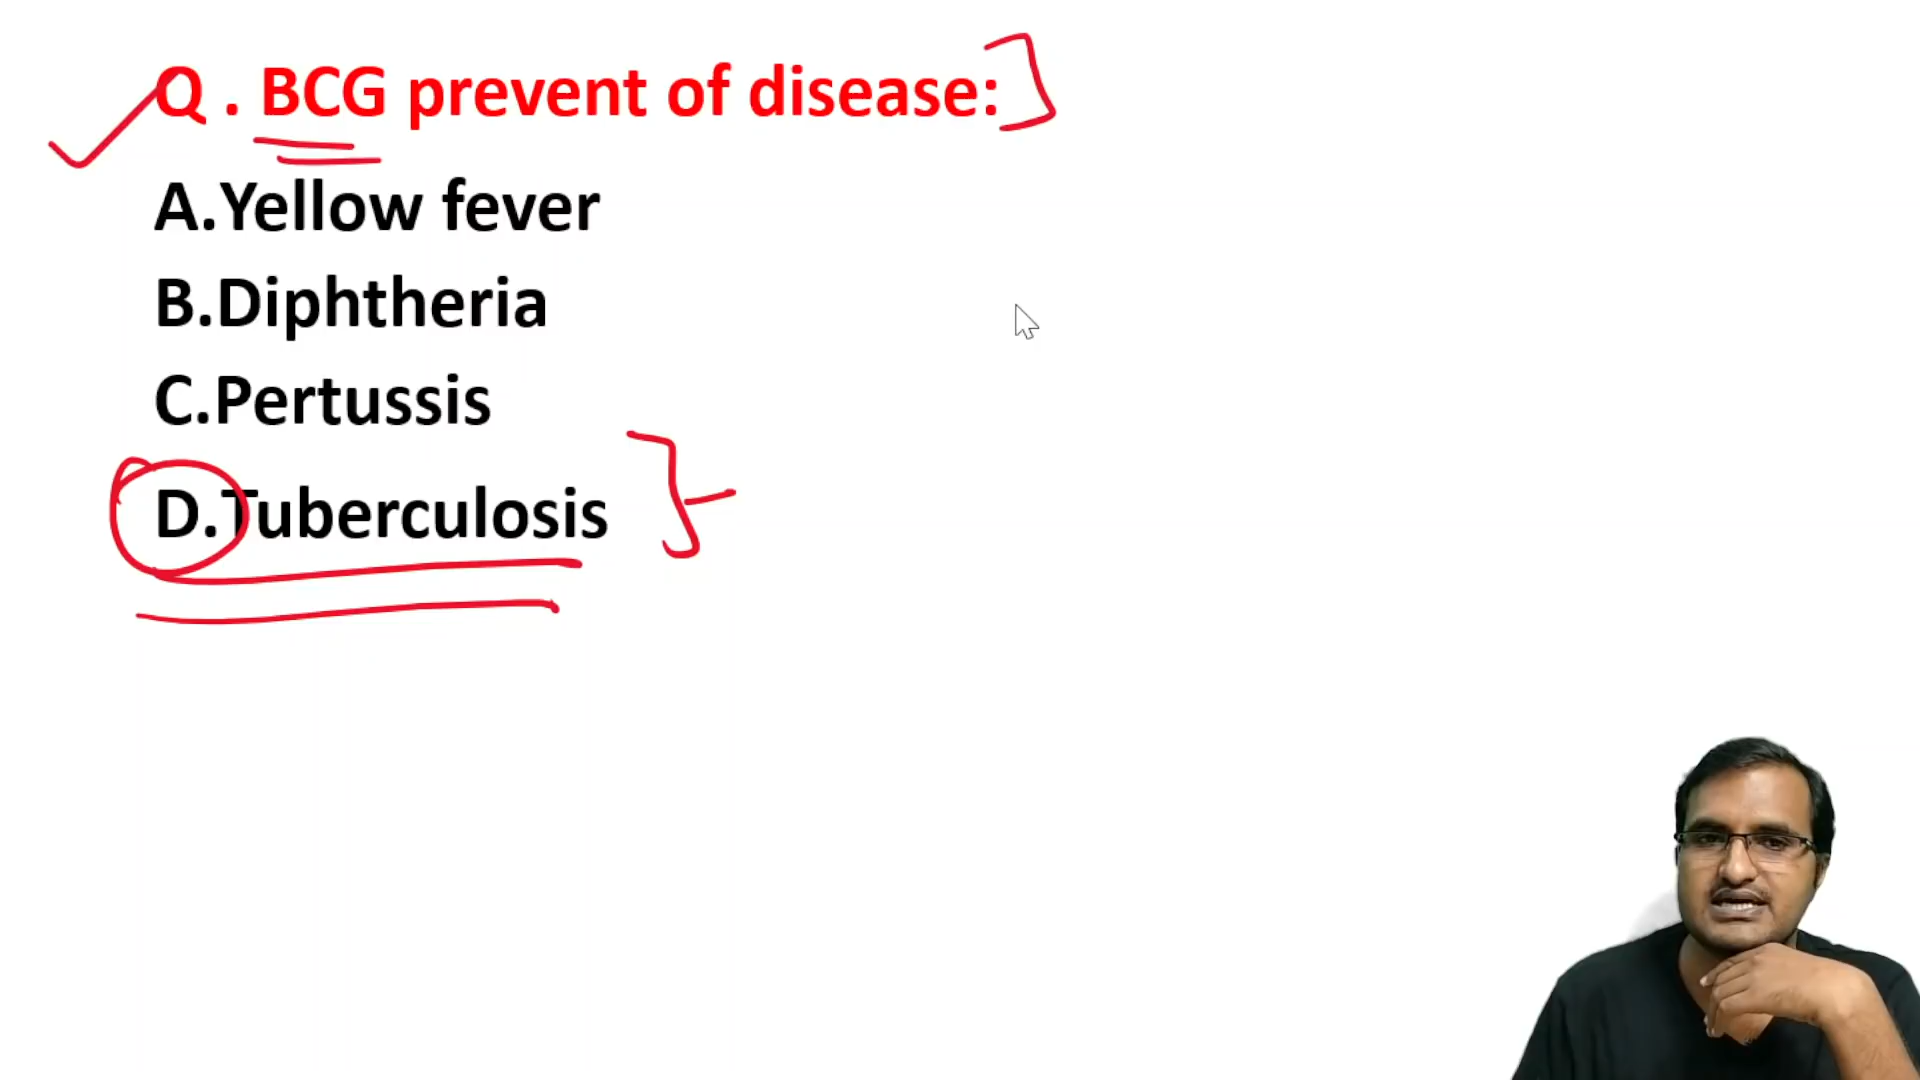 Q . BCG prevent of disease:
A.Yellow fever
B.Diphtheria
C.Pertussis
D.Tuberculosis